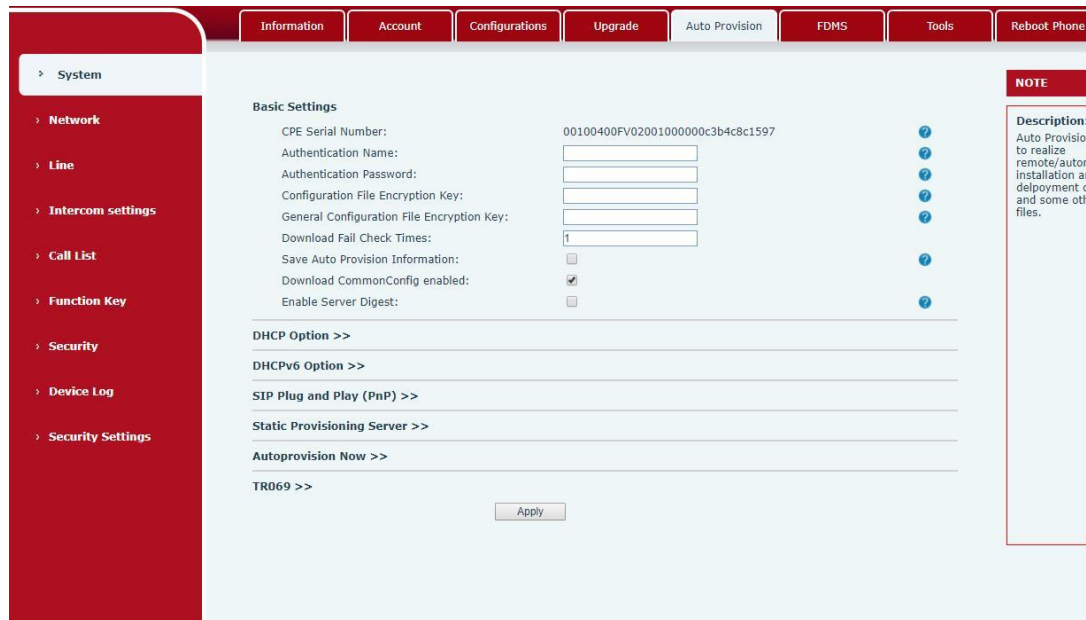 Information Account Configurations Upgrade Auto Provision FDMS Tools Reboot Phone
System
Network
Line
Intercom settings
Call List
Function Key
Security
Device Log
Security Settings
Basic Settings
CPE Serial Number: 00100400FV02001000000c3b4c8c1597
Authentication Name:
Authentication Password:
Configuration File Encryption Key:
General Configuration File Encryption Key:
Download Fail Check Times: 1
Save Auto Provision Information:
Download CommonConfig enabled:
Enable Server Digest:
DHCP Option >>
DHCPv6 Option >>
SIP Plug and Play (PnP) >>
Static Provisioning Server >>
Autoprovision Now >>
TR069 >>
Apply
NOTE
Description:
Auto Provisio
to realize
remote/autor
installation a
delpoyment
and some oth
files.